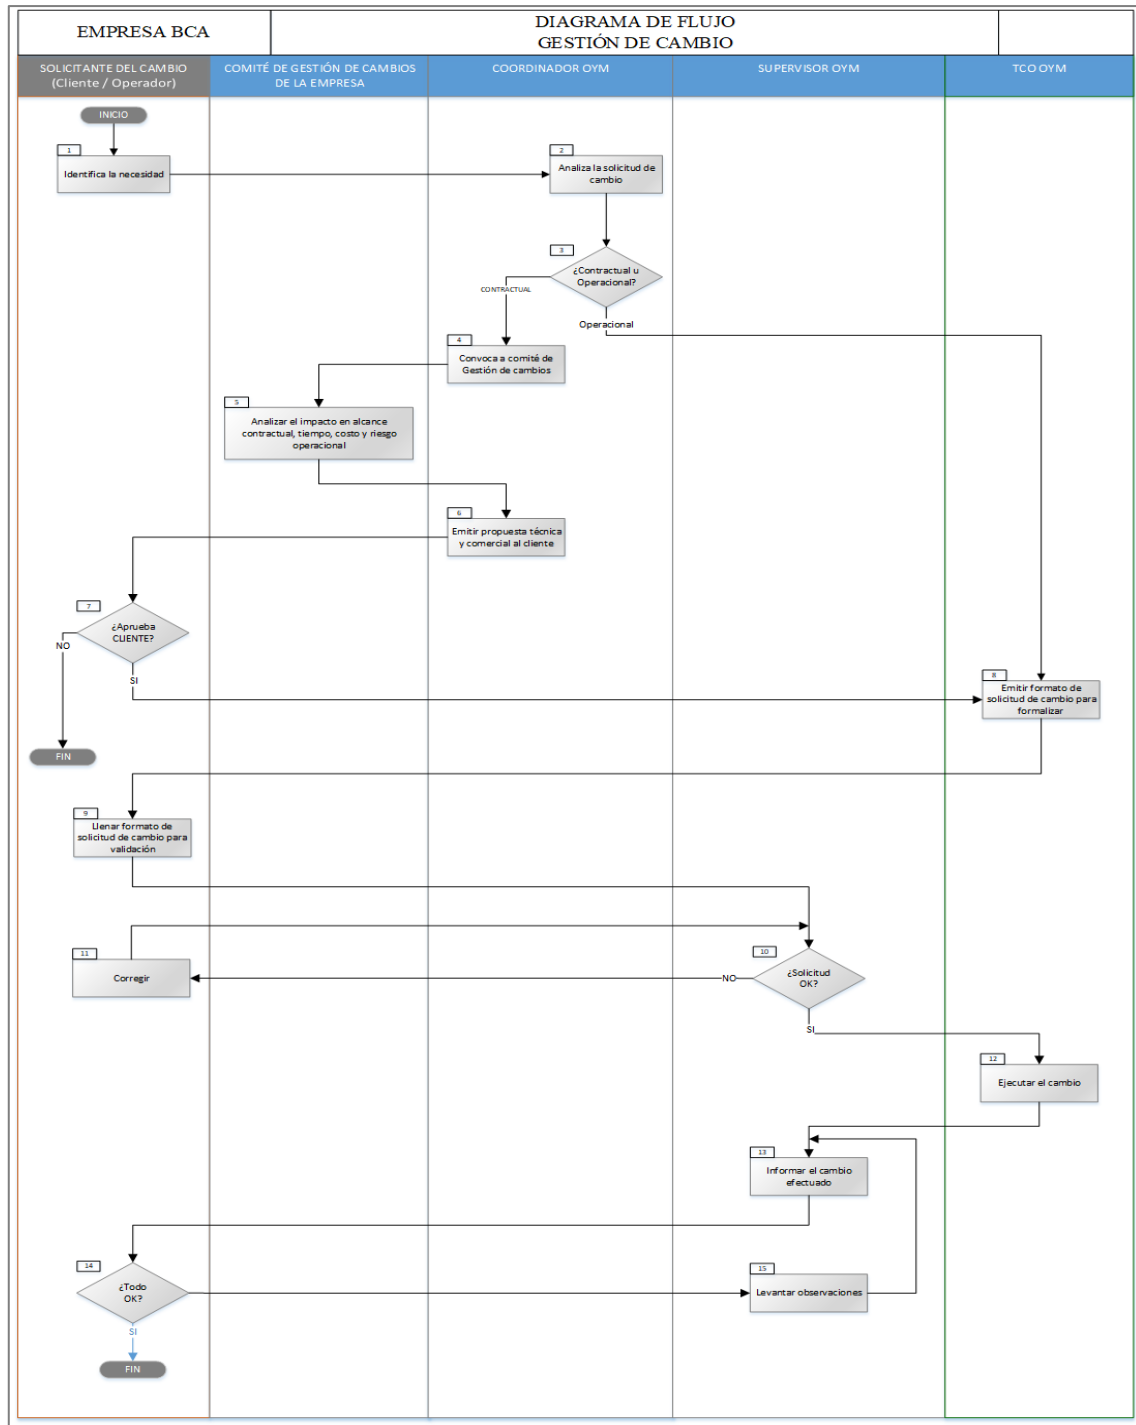 EMPRESA BCA
DIAGRAMA DE FLUJO
GESTIÓN DE CAMBIO
SOLICITANTE DEL CAMBIO
(Cliente / Operador)
COMITÉ DE GESTIÓN DE CAMBIOS
DE LA EMPRESA
COORDINADOR OYM
SUPERVISOR OYM
TCO OYM
INICIO
1
Identifica la necesidad
2
Analiza la solicitud de
cambio
3
¿Contractual u
Operacional?
CONTRACTUAL
Operacional
4
Convoca a comité de
Gestión de cambios
5
Analizar el impacto en alcance
contractual, tiempo, costo y riesgo
operacional
6
Emitir propuesta técnica
y comercial al cliente
7
¿Aprueba
CLIENTE?
NO
SI
8
Emitir formato de
solicitud de cambio para
formalizar
FIN
9
Llenar formato de
solicitud de cambio para
validación
10
¿Solicitud
OK?
NO
SI
11
Corregir
12
Ejecutar el cambio
13
Informar el cambio
efectuado
14
¿Todo
OK?
SI
15
Levantar observaciones
FIN